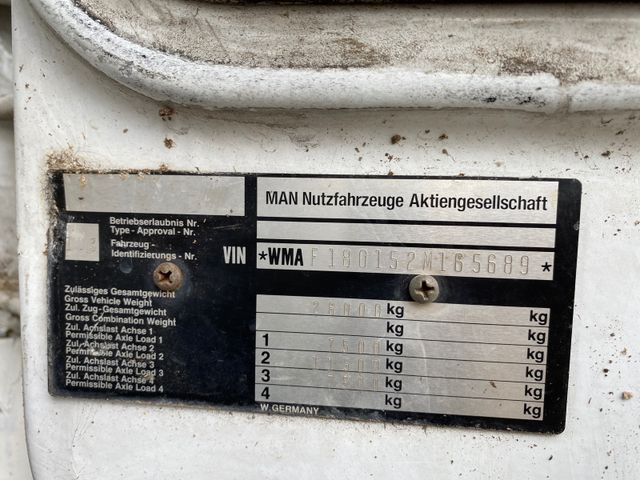 MAN Nutzfahrzeuge Aktiengesellschaft
Betriebserlaubnis Nr.
Type - Approval - Nr.
Fahrzeug -
Identifizierungs - Nr.
VIN *WMA F180152M165689 *
Zulässiges Gesamtgewicht
Gross Vehicle Weight
26000 kg kg
Zul. Zug-Gesamtgewicht
Gross Combination Weight
kg kg
Zul. Achslast Achse 1
Permissible Axle Load 1
1 7500 kg kg
Zul. Achslast Achse 2
Permissible Axle Load 2
2 kg kg
Zul. Achslast Achse 3
Permissible Axle Load 3
3 kg kg
Zul. Achslast Achse 4
Permissible Axle Load 4
4 kg kg
W. GERMANY